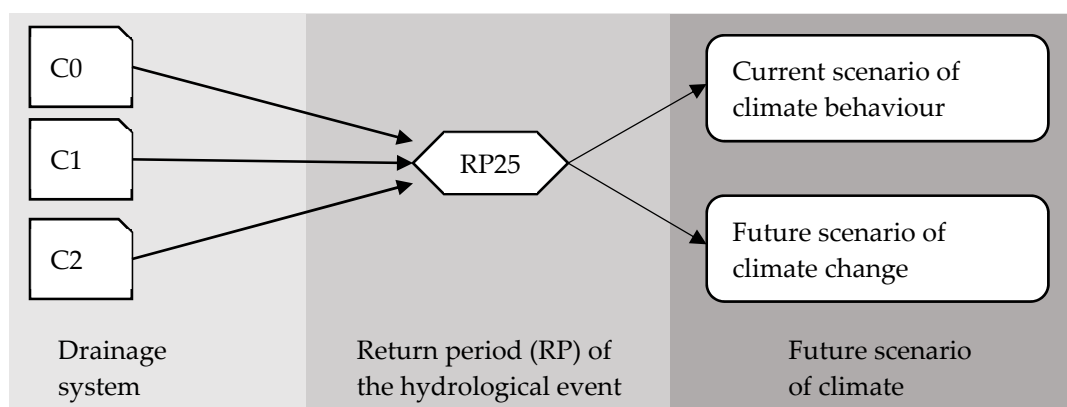 C0
C1
C2
RP25
Current scenario of
climate behaviour
Future scenario of
climate change
Drainage
system
Return period (RP) of
the hydrological event
Future scenario
of climate